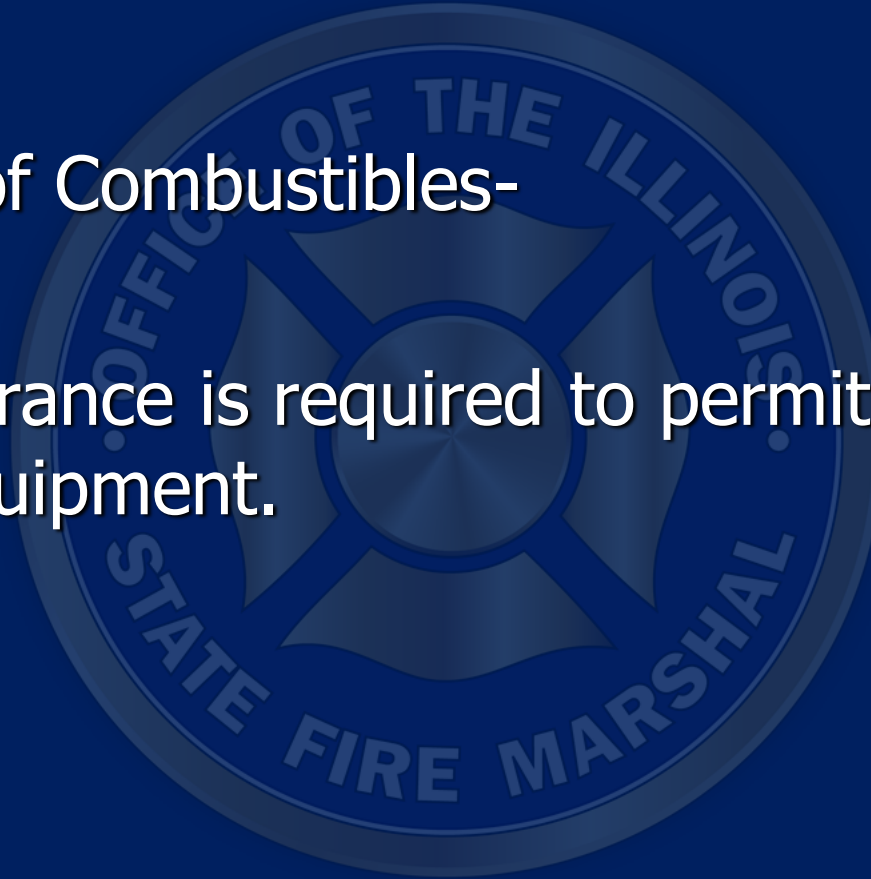 OFFICE OF THE ILLINOIS
of Combustibles-
rance is required to permit
uipment.
STATE FIRE MARSHAL